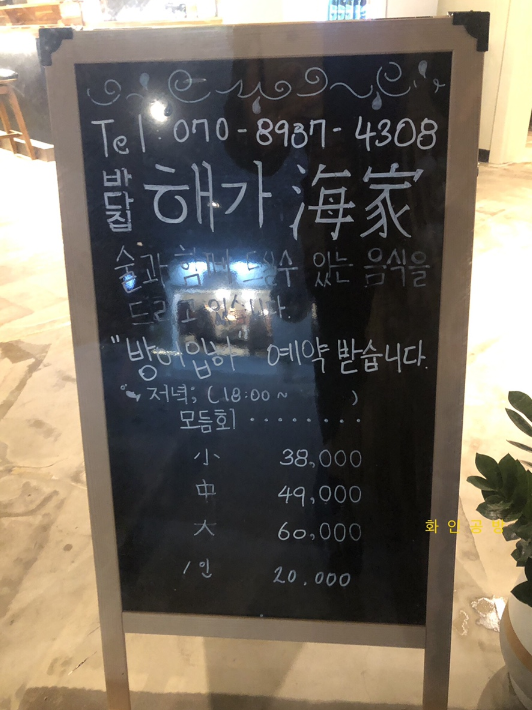 Tel 070-8937-4308
바다집 해가 海家
술과 함께 드실수 있는 음식을
드리고 있습니다.
"방어입하" 예약 받습니다.
저녁; (18:00~ )
모듬회 ........
小 38,000
中 49,000
大 60,000
1인 20,000
화인공방